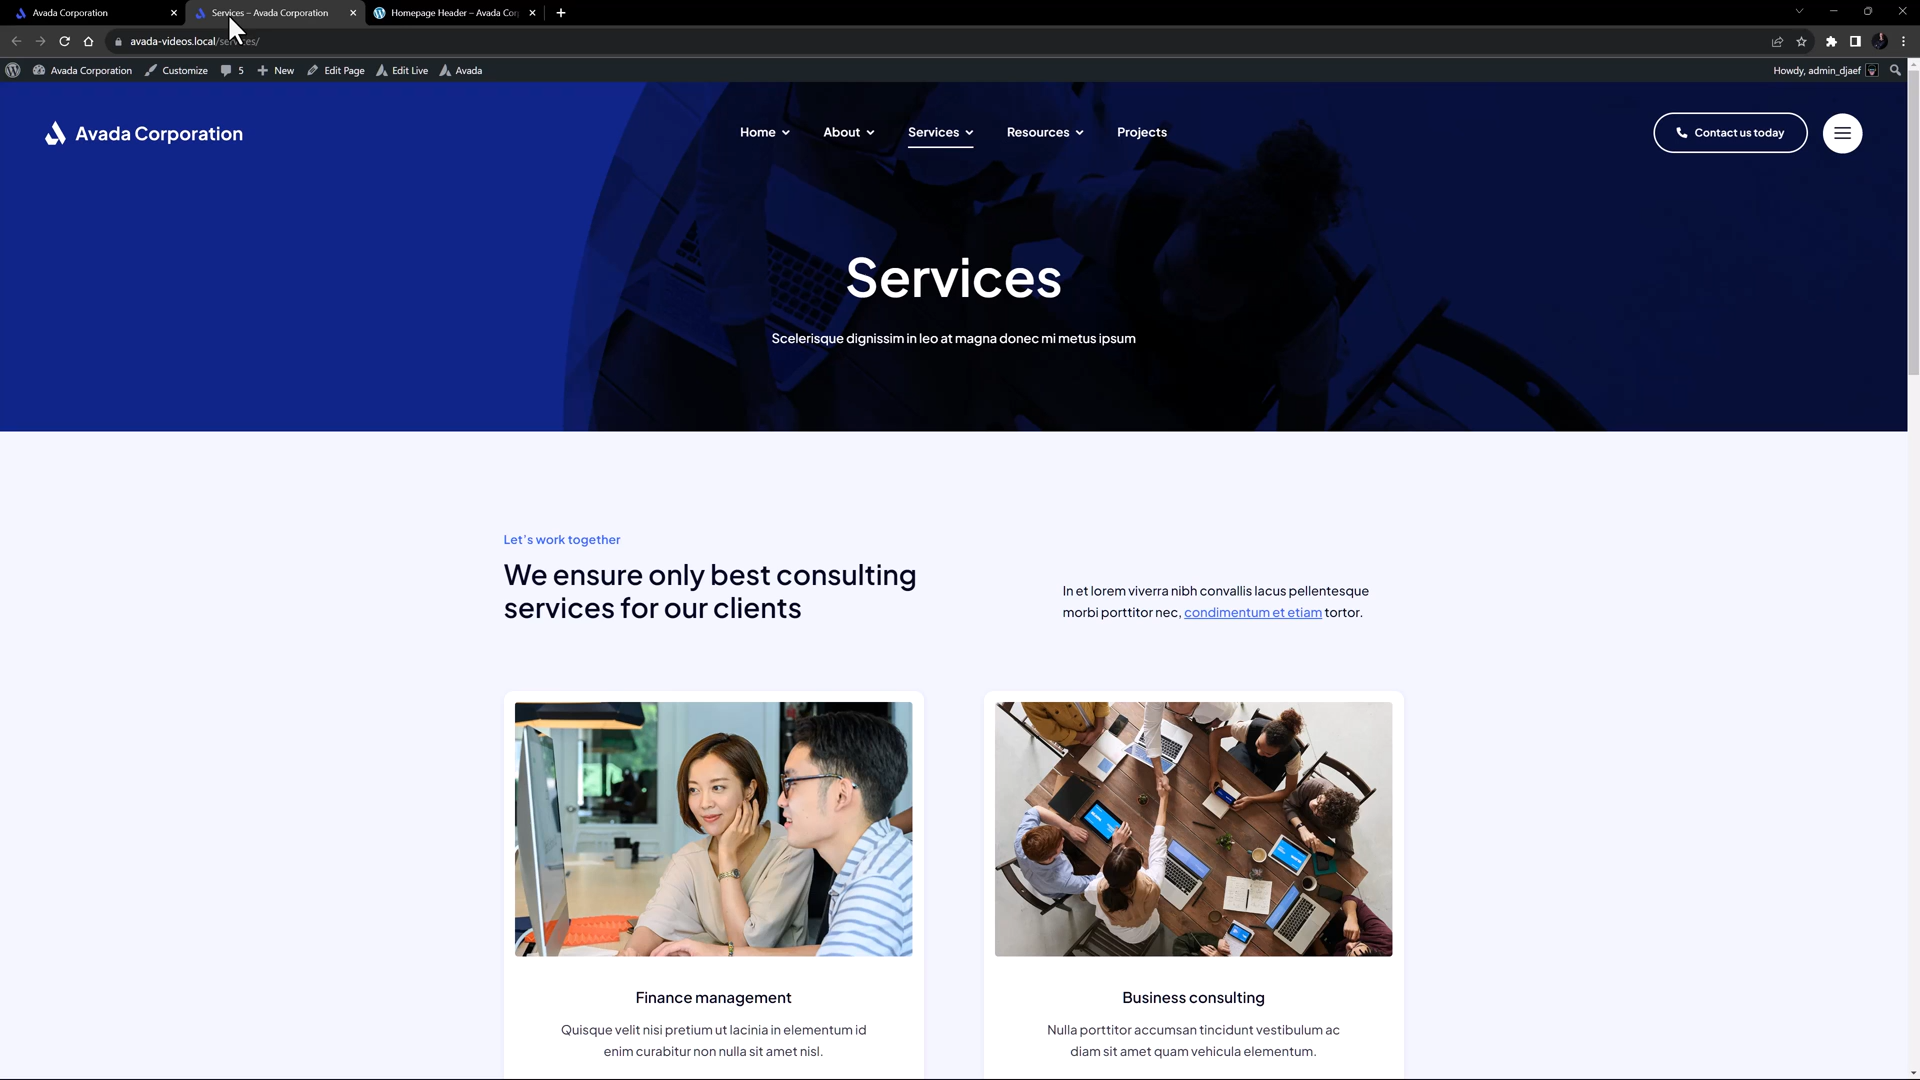 Avada Corporation
Services – Avada Corporation
Homepage Header – Avada Cor
avada-videos.local/services/
Avada Corporation
Customize
5
New
Edit Page
Edit Live
Avada
Howdy, admin_djaef
Avada Corporation
Home
About
Services
Resources
Projects
Contact us today
Services
Scelerisque dignissim in leo at magna donec mi metus ipsum
Let's work together
We ensure only best consulting
services for our clients
In et lorem viverra nibh convallis lacus pellentesque
morbi porttitor nec, condimentum et etiam tortor.
Finance management
Quisque velit nisi pretium ut lacinia in elementum id
enim curabitur non nulla sit amet nisl.
Business consulting
Nulla porttitor accumsan tincidunt vestibulum ac
diam sit amet quam vehicula elementum.